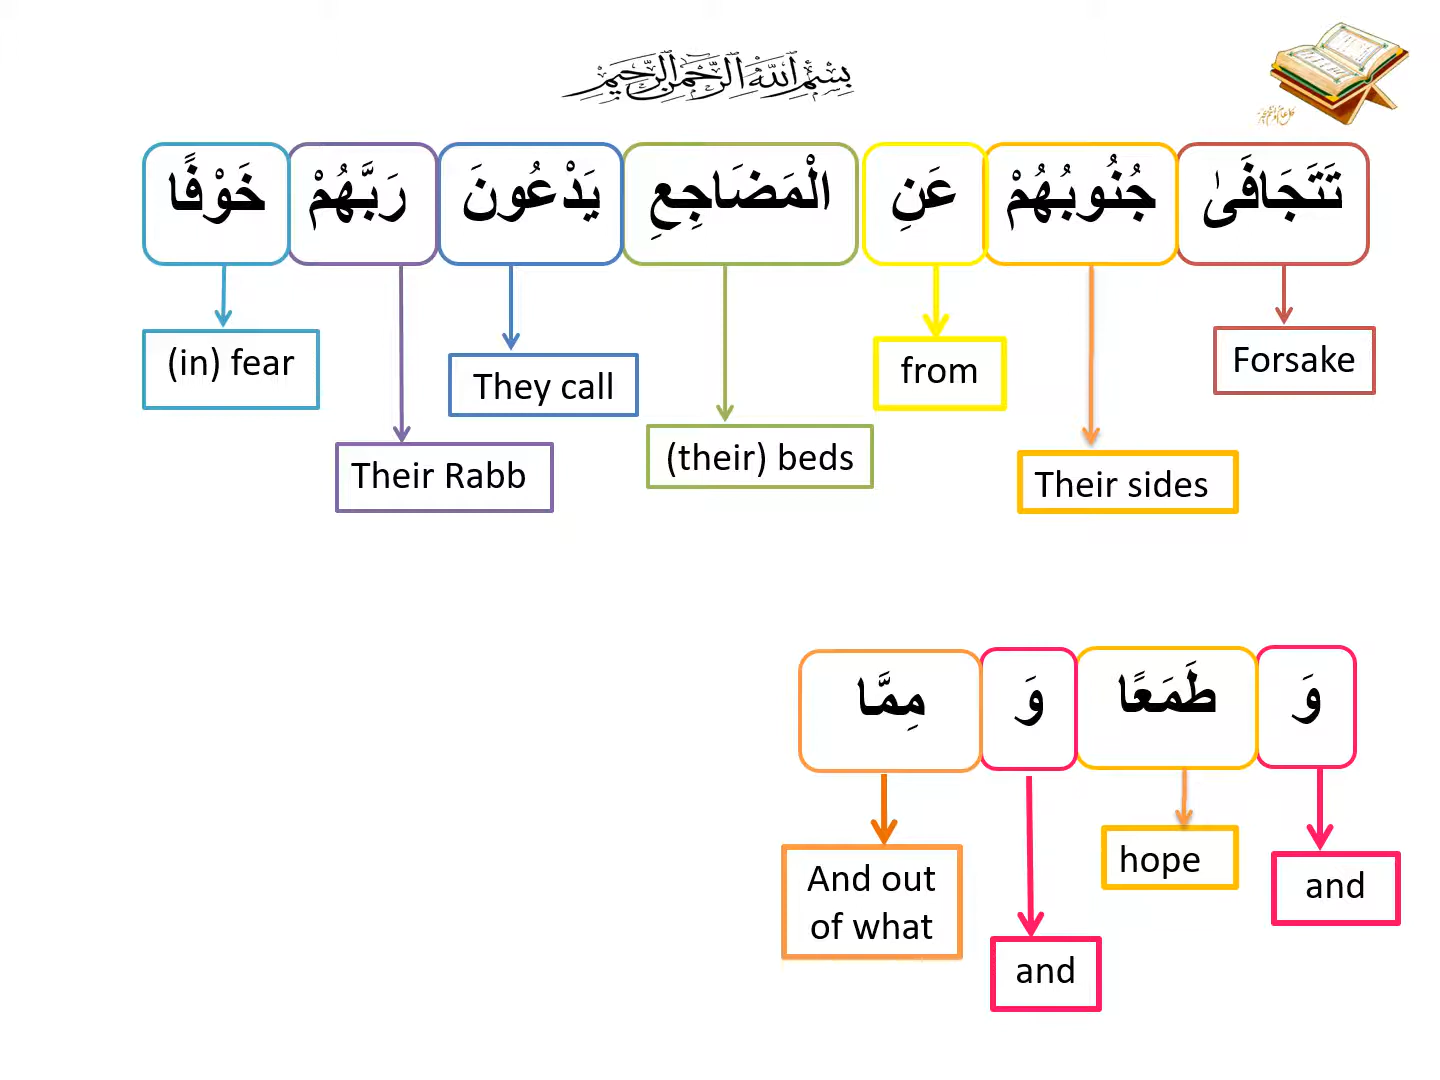 بِسْمِ اللَّهِ الرَّحْمَٰنِ الرَّحِيمِ
تَتَجَافَىٰ جُنُوبُهُمْ عَنِ الْمَضَاجِعِ يَدْعُونَ رَبَّهُمْ خَوْفًا
Forsake
Their sides
from
(their) beds
They call
Their Rabb
(in) fear
وَ طَمَعًا وَ مِمَّا
and
hope
and
And out
of what